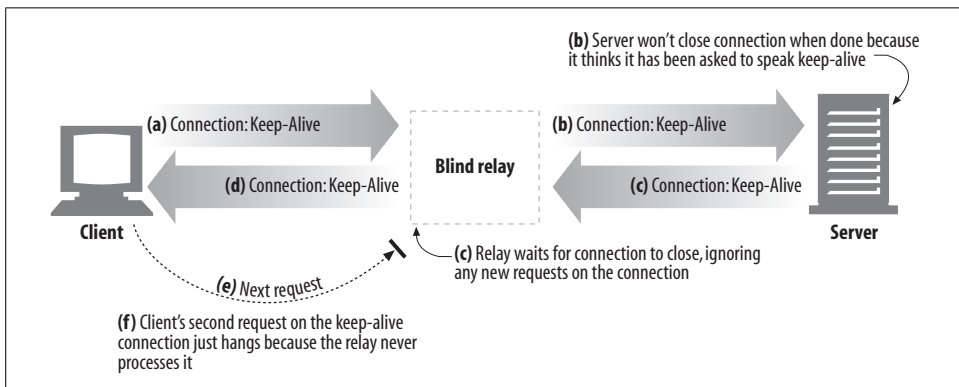 (b) Server won’t close connection when done because
it thinks it has been asked to speak keep-alive
(a) Connection: Keep-Alive
(b) Connection: Keep-Alive
Blind relay
(d) Connection: Keep-Alive
(c) Connection: Keep-Alive
Client
Server
(c) Relay waits for connection to close, ignoring
any new requests on the connection
(e) Next request
(f) Client’s second request on the keep-alive
connection just hangs because the relay never
processes it